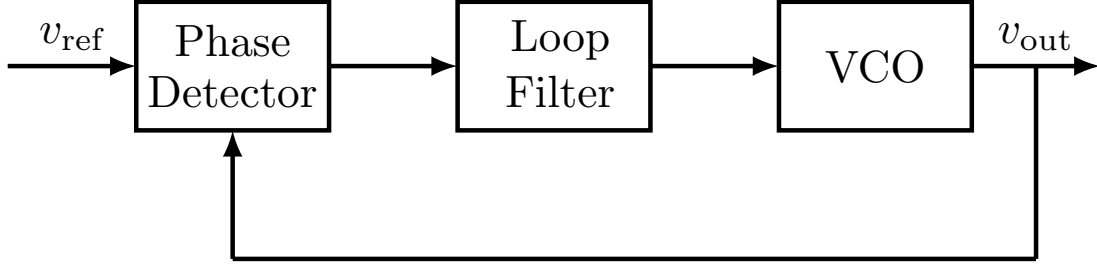 v_ref
Phase
Detector
Loop
Filter
VCO
v_out